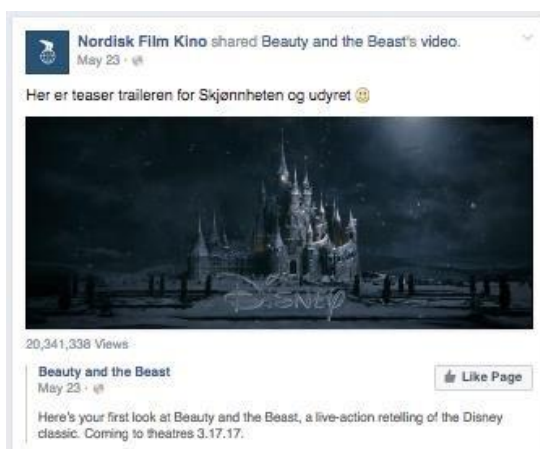 Nordisk Film Kino shared Beauty and the Beast's video.
May 23 ·
Her er teaser traileren for Skjønnheten og udyret
DISNEY
20,341,338 Views
Beauty and the Beast
May 23 ·
Like Page
Here's your first look at Beauty and the Beast, a live-action retelling of the Disney
classic. Coming to theatres 3.17.17.